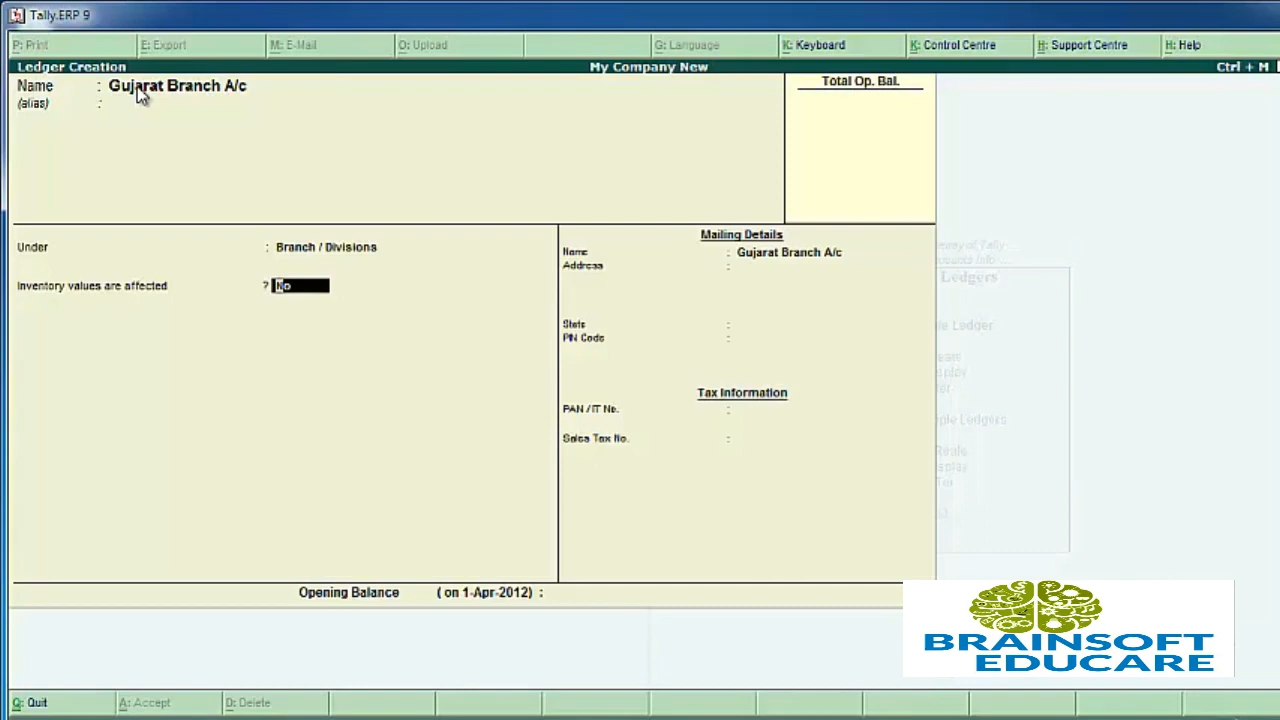 Tally.ERP 9
P: Print E: Export M: E-Mail O: Upload G: Language K: Keyboard K: Control Centre H: Support Centre H: Help
Ledger Creation My Company New Ctrl + M
Name : Gujarat Branch A/c
(alias) :
Total Op. Bal.
Under : Branch / Divisions
Inventory values are affected ? No
Mailing Details
Name : Gujarat Branch A/c
Address :
State :
PIN Code :
Tax Information
PAN / IT No. :
Sales Tax No. :
Opening Balance ( on 1-Apr-2012) :
Ledgers
Ledger
BRAINSOFT
EDUCARE
Q: Quit A: Accept D: Delete